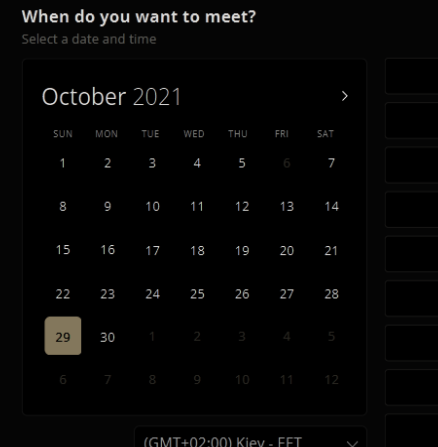 When do you want to meet?
Select a date and time
October 2021
SUN MON TUE WED THU FRI SAT
1 2 3 4 5 6 7
8 9 10 11 12 13 14
15 16 17 18 19 20 21
22 23 24 25 26 27 28
29 30 1 2 3 4 5
6 7 8 9 10 11 12
(GMT+02:00) Kiev - EET